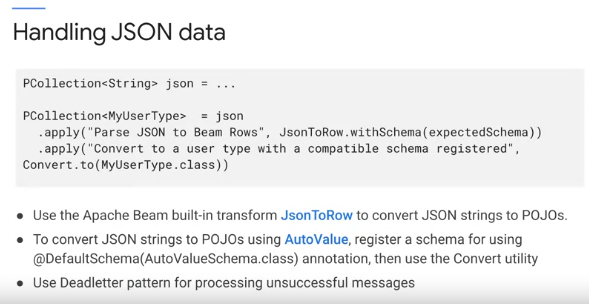 Handling JSON data
PCollection<String> json = ...
PCollection<MyUserType>  = json
.apply("Parse JSON to Beam Rows", JsonToRow.withSchema(expectedSchema))
.apply("Convert to a user type with a compatible schema registered",
Convert.to(MyUserType.class))
● Use the Apache Beam built-in transform JsonToRow to convert JSON strings to POJOs.
● To convert JSON strings to POJOs using AutoValue, register a schema for using
@DefaultSchema(AutoValueSchema.class) annotation, then use the Convert utility
● Use Deadletter pattern for processing unsuccessful messages